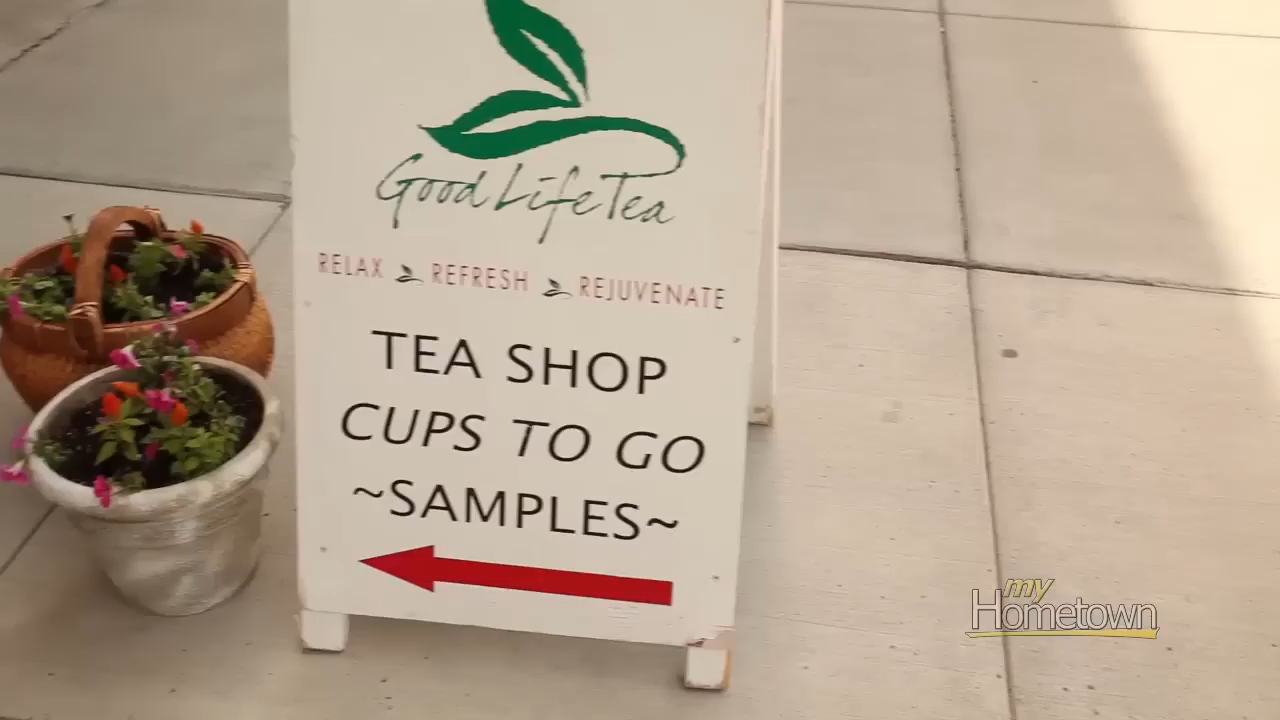 Good Life Tea
RELAX REFRESH REJUVENATE
TEA SHOP
CUPS TO GO
~SAMPLES~
my
Hometown